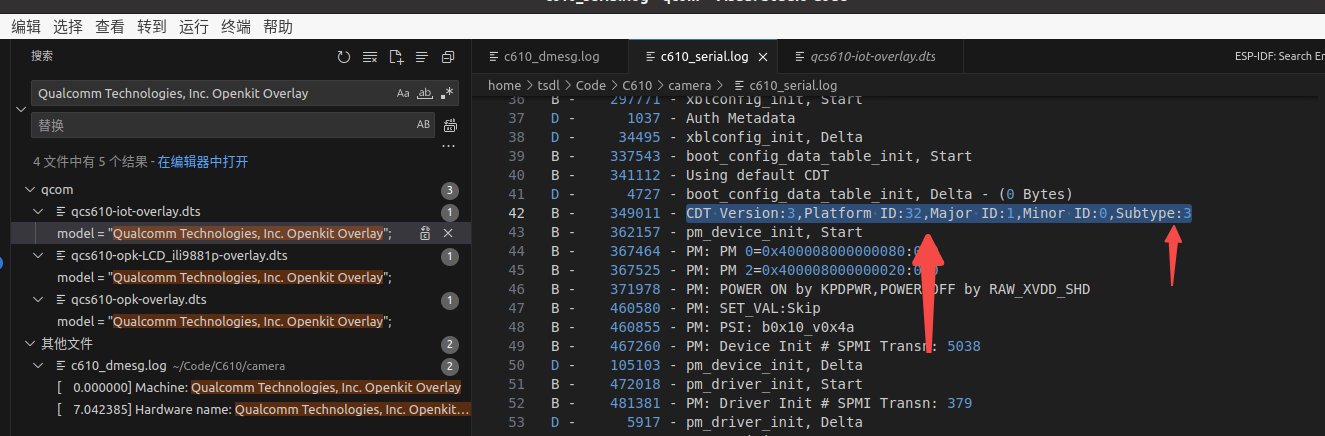 编辑 选择 查看 转到 运行 终端 帮助
搜索
Qualcomm Technologies, Inc. Openkit Overlay
Aa ab
替换
AB
4 文件中有 5 个结果 - 在编辑器中打开
qcom 3
qcs610-iot-overlay.dts 1
model = "Qualcomm Technologies, Inc. Openkit Overlay";
qcs610-opk-LCD_ili9881p-overlay.dts 1
model = "Qualcomm Technologies, Inc. Openkit Overlay";
qcs610-opk-overlay.dts 1
model = "Qualcomm Technologies, Inc. Openkit Overlay";
其他文件 2
c610_dmesg.log ~/Code/C610/camera 2
[ 0.000000] Machine: Qualcomm Technologies, Inc. Openkit Overlay
[ 7.042385] Hardware name: Qualcomm Technologies, Inc. Openkit...
c610_dmesg.log c610_serial.log qcs610-iot-overlay.dts ESP-IDF: Search
home > tsdl > Code > C610 > camera > c610_serial.log
36 B - 297771 - xblconfig_init, Start
37 D - 1037 - Auth Metadata
38 D - 34495 - xblconfig_init, Delta
39 B - 337543 - boot_config_data_table_init, Start
40 B - 341112 - Using default CDT
41 D - 4727 - boot_config_data_table_init, Delta - (0 Bytes)
42 B - 349011 - CDT Version:3,Platform ID:32,Major ID:1,Minor ID:0,Subtype:3
43 B - 362157 - pm_device_init, Start
44 B - 367464 - PM: PM 0=0x400008000000080:
45 B - 367525 - PM: PM 2=0x400008000000020:
46 B - 371978 - PM: POWER ON by KPDPWR,POWER OFF by RAW_XVDD_SHD
47 B - 460580 - PM: SET_VAL:Skip
48 B - 460855 - PM: PSI: b0x10_v0x4a
49 B - 467260 - PM: Device Init # SPMI Transn: 5038
50 D - 105103 - pm_device_init, Delta
51 B - 472018 - pm_driver_init, Start
52 B - 481381 - PM: Driver Init # SPMI Transn: 379
53 D - 5917 - pm_driver_init, Delta